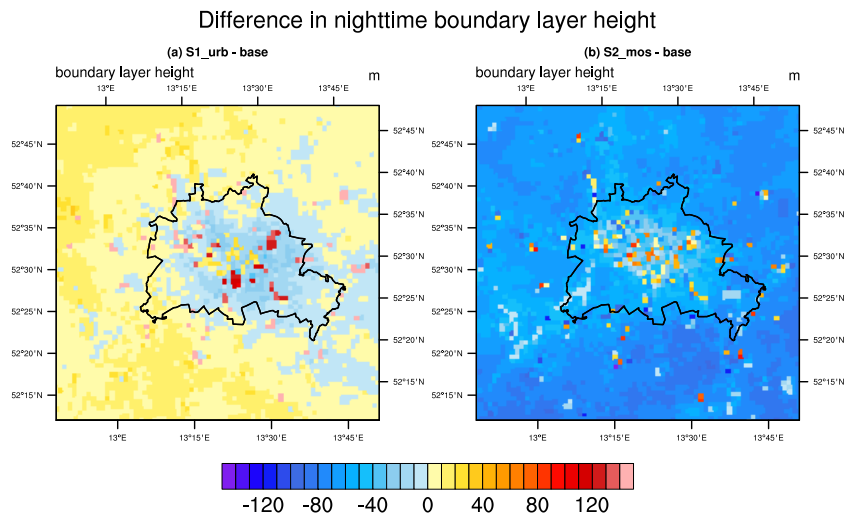 Difference in nighttime boundary layer height
(a) S1_urb - base
(b) S2_mos - base
boundary layer height m
boundary layer height m
13°E 13°15'E 13°30'E 13°45'E
13°E 13°15'E 13°30'E 13°45'E
52°45'N 52°45'N 52°45'N 52°45'N
52°40'N 52°40'N 52°40'N 52°40'N
52°35'N 52°35'N 52°35'N 52°35'N
52°30'N 52°30'N 52°30'N 52°30'N
52°25'N 52°25'N 52°25'N 52°25'N
52°20'N 52°20'N 52°20'N 52°20'N
52°15'N 52°15'N 52°15'N 52°15'N
13°E 13°15'E 13°30'E 13°45'E
13°E 13°15'E 13°30'E 13°45'E
-120 -80 -40 0 40 80 120